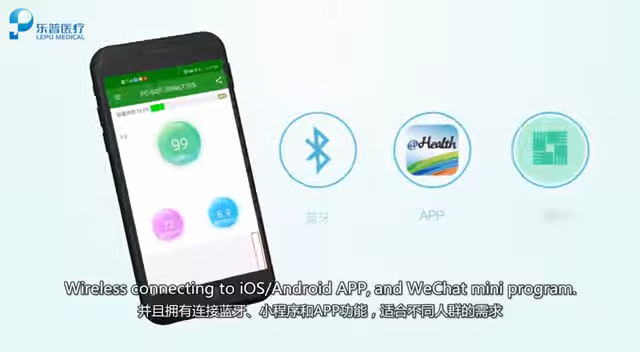 乐普医疗
LEPU MEDICAL
99
72
@Health
蓝牙
APP
Wireless connecting to iOS/Android APP, and WeChat mini program.
并且拥有连接蓝牙、小程序和APP功能，适合不同人群的需求